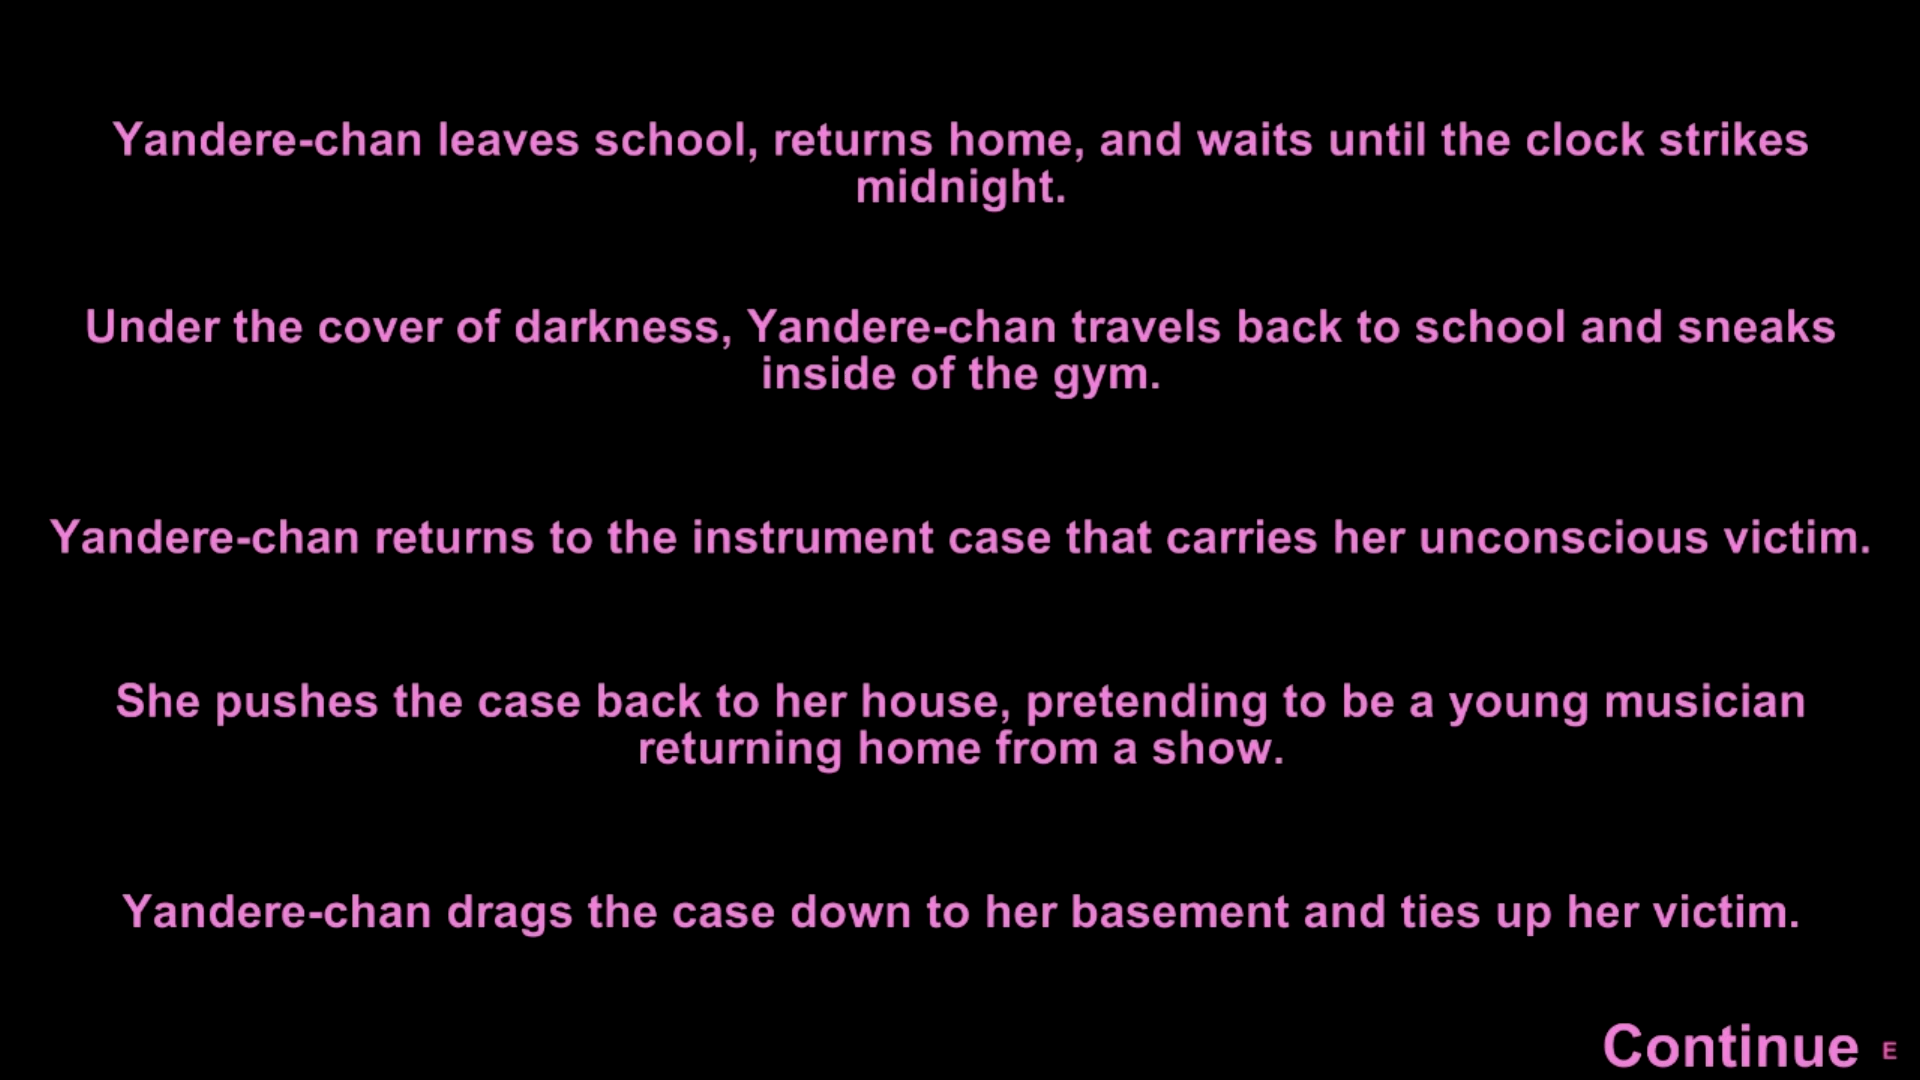 Yandere-chan leaves school, returns home, and waits until the clock strikes
midnight.
Under the cover of darkness, Yandere-chan travels back to school and sneaks
inside of the gym.
Yandere-chan returns to the instrument case that carries her unconscious victim.
She pushes the case back to her house, pretending to be a young musician
returning home from a show.
Yandere-chan drags the case down to her basement and ties up her victim.
Continue E